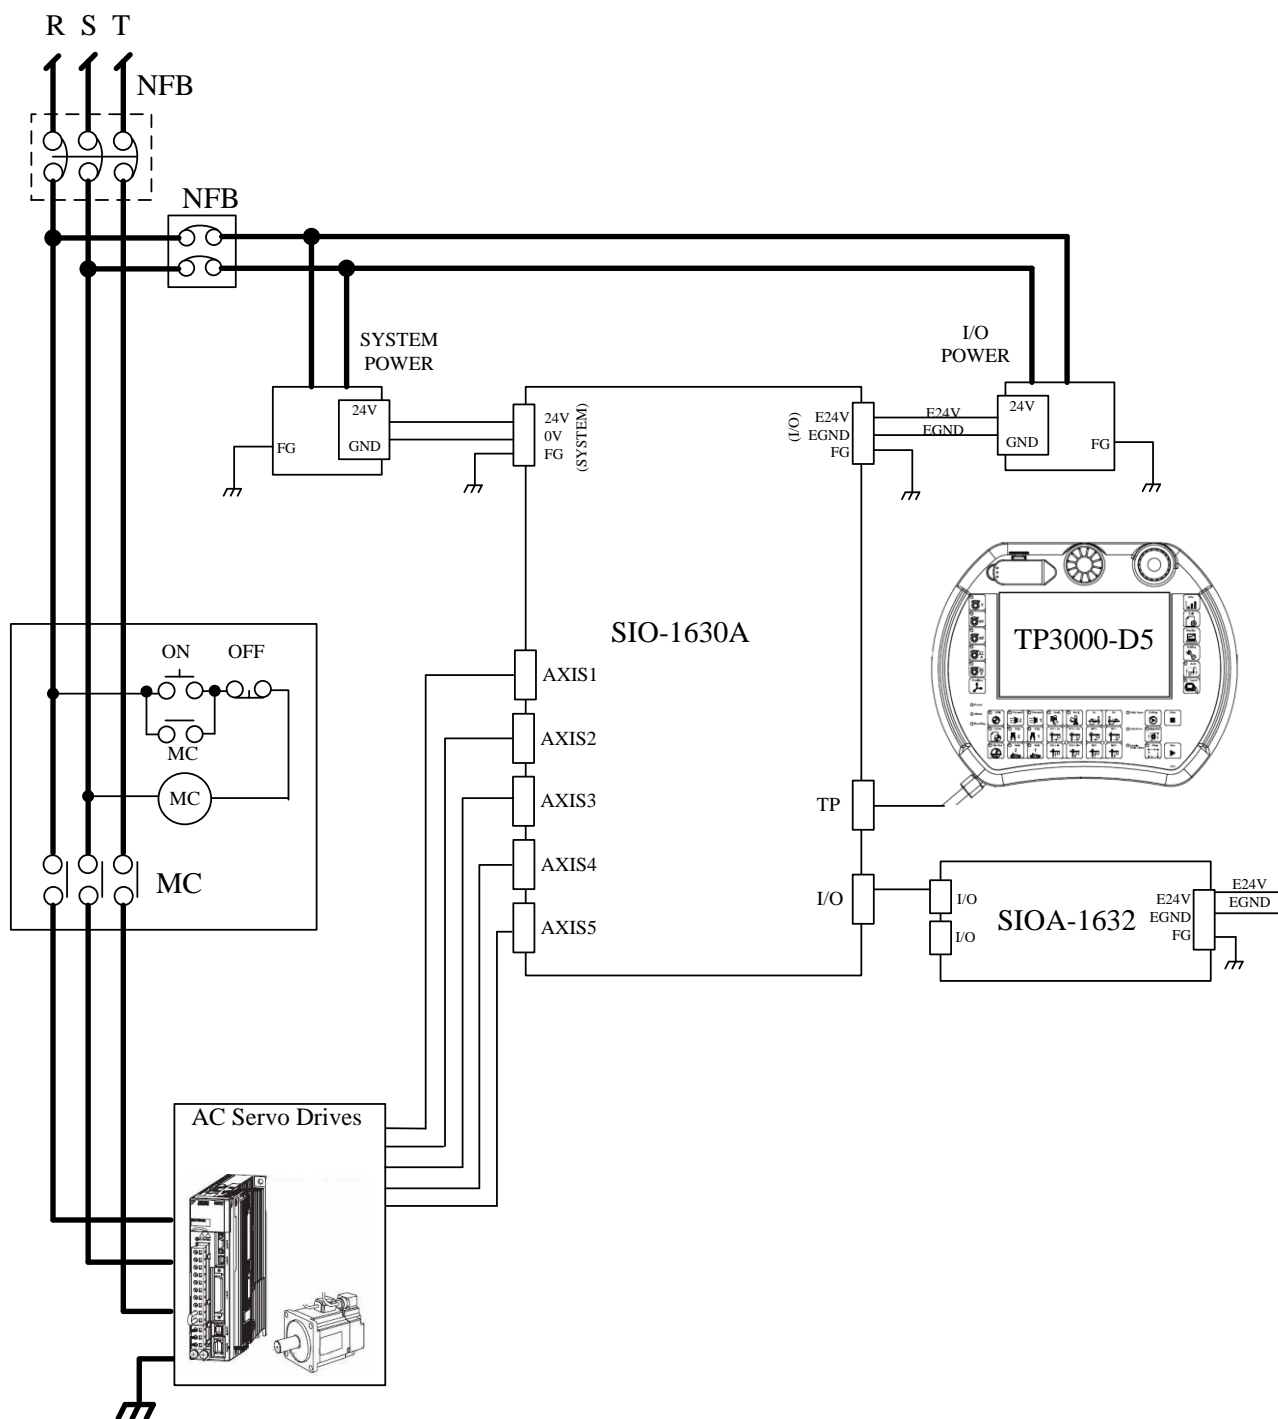 R S T
NFB
NFB
SYSTEM
POWER
I/O
POWER
24V
GND
FG
24V
0V
FG
(SYSTEM)
(I/O)
E24V
EGND
FG
E24V
EGND
24V
GND
FG
SIO-1630A
TP3000-D5
ON
OFF
MC
MC
MC
AXIS1
AXIS2
AXIS3
AXIS4
AXIS5
TP
I/O
I/O
I/O
SIOA-1632
E24V
EGND
FG
E24V
EGND
AC Servo Drives